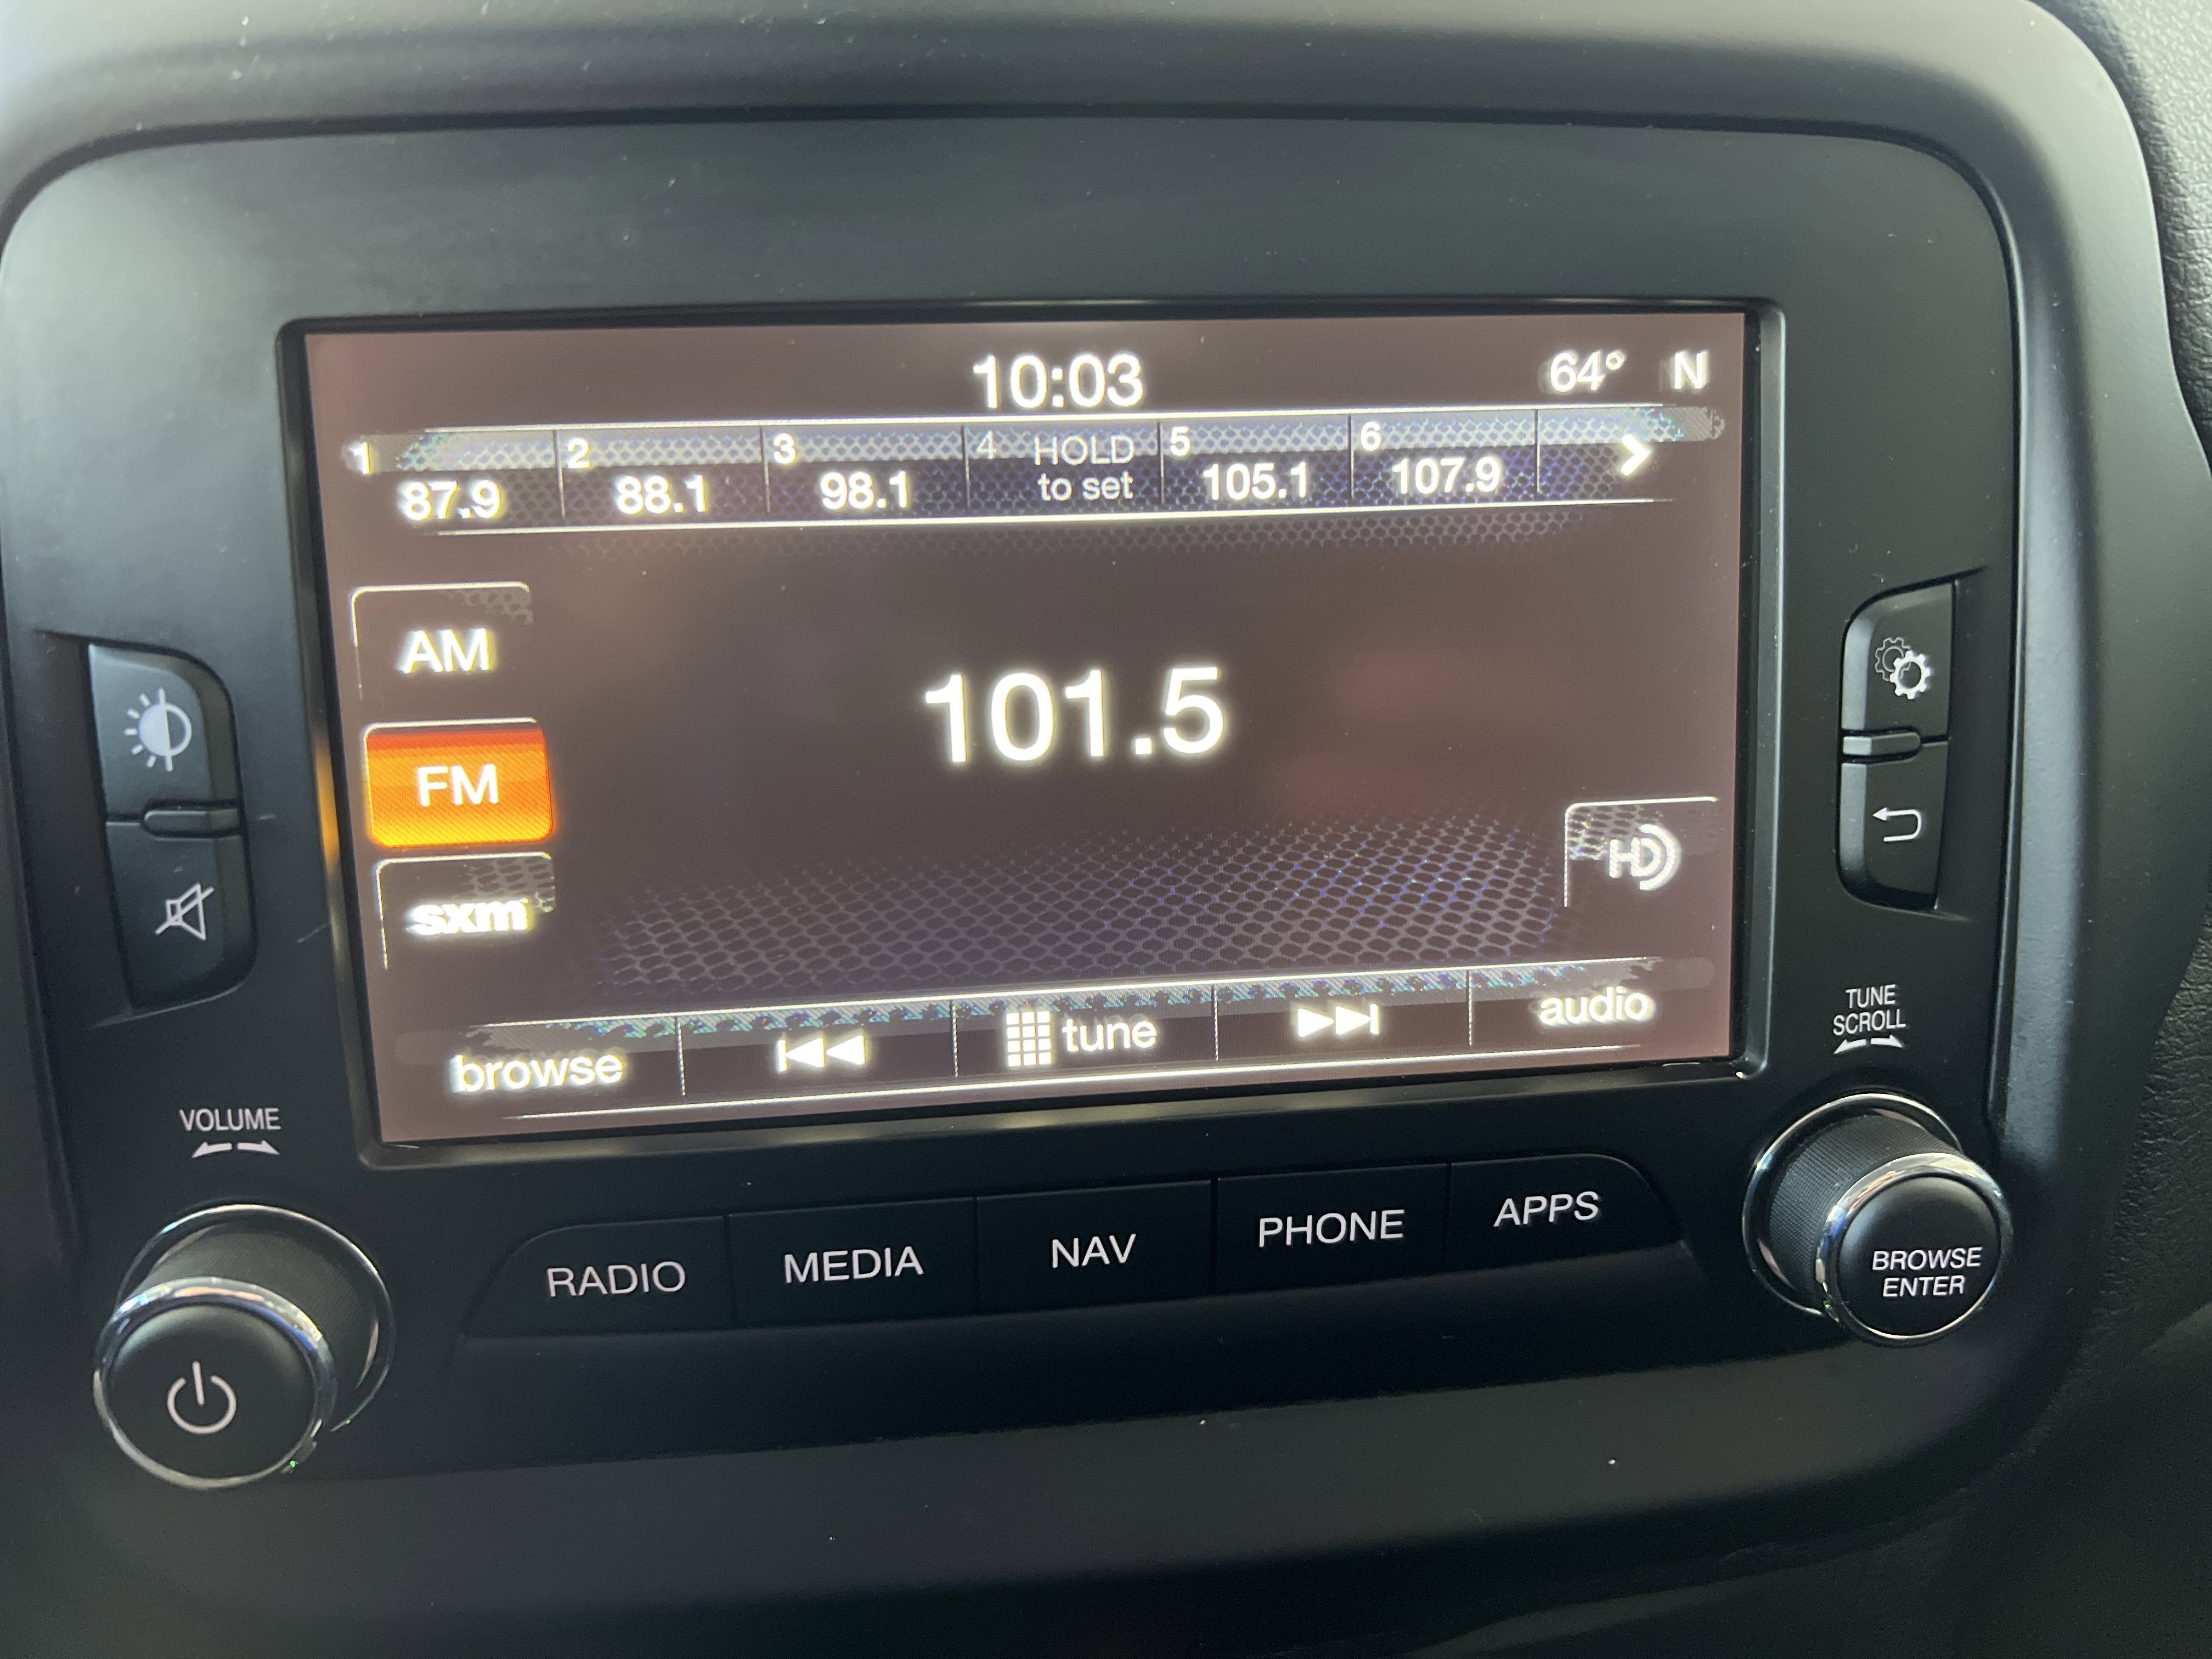 10:03
64° N
1 87.9
2 88.1
3 98.1
4 HOLD
to set
5 105.1
6 107.9
AM
101.5
FM
HD
sxm
browse
tune
audio
TUNE
SCROLL
VOLUME
RADIO
MEDIA
NAV
PHONE
APPS
BROWSE
ENTER